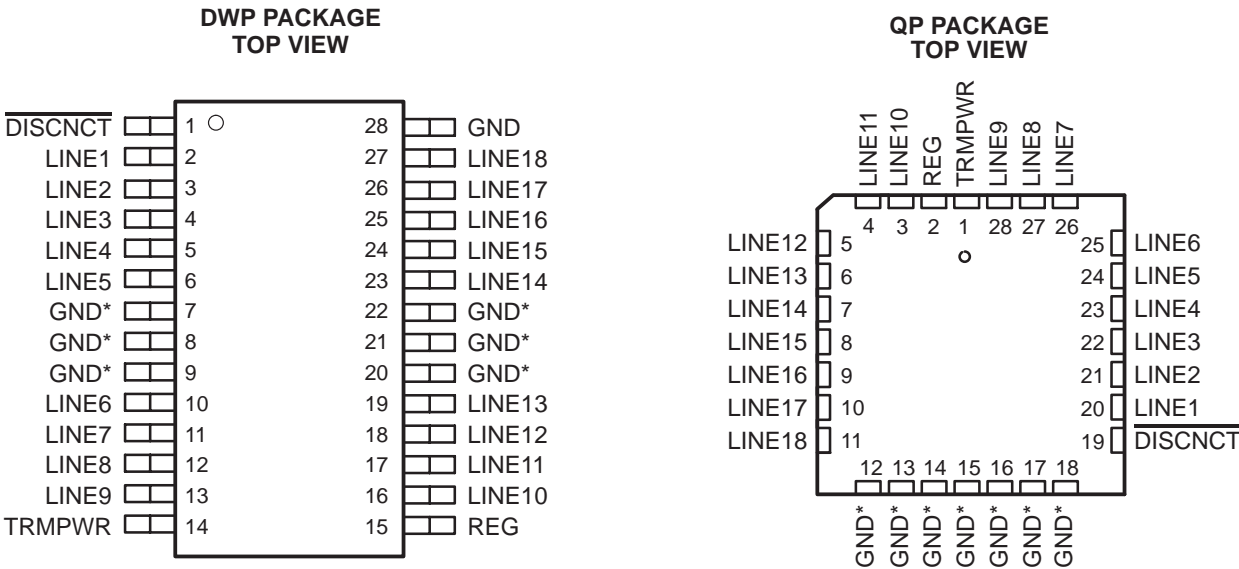 DWP PACKAGE
TOP VIEW
DISCNCT 1 28 GND
LINE1 2 27 LINE18
LINE2 3 26 LINE17
LINE3 4 25 LINE16
LINE4 5 24 LINE15
LINE5 6 23 LINE14
GND* 7 22 GND*
GND* 8 21 GND*
GND* 9 20 GND*
LINE6 10 19 LINE13
LINE7 11 18 LINE12
LINE8 12 17 LINE11
LINE9 13 16 LINE10
TRMPWR 14 15 REG
QP PACKAGE
TOP VIEW
LINE11 LINE10 REG TRMPWR LINE9 LINE8 LINE7
4 3 2 1 28 27 26
LINE12 5 25 LINE6
LINE13 6 24 LINE5
LINE14 7 23 LINE4
LINE15 8 22 LINE3
LINE16 9 21 LINE2
LINE17 10 20 LINE1
LINE18 11 19 DISCNCT
12 13 14 15 16 17 18
GND* GND* GND* GND* GND* GND* GND*